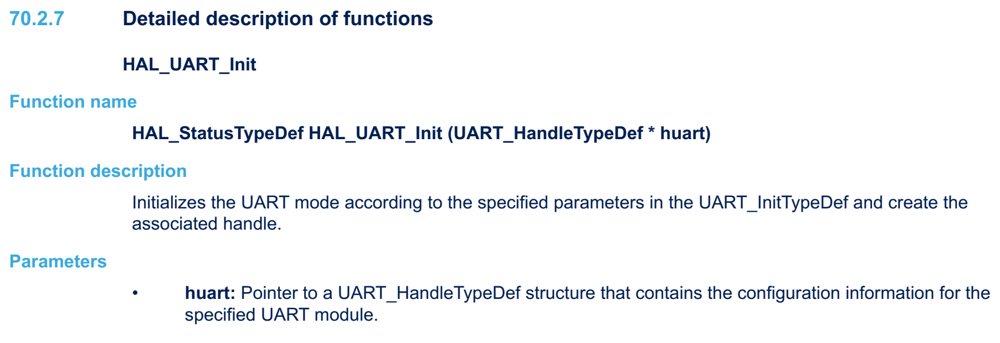 70.2.7 Detailed description of functions
HAL_UART_Init
Function name
HAL_StatusTypeDef HAL_UART_Init (UART_HandleTypeDef * huart)
Function description
Initializes the UART mode according to the specified parameters in the UART_InitTypeDef and create the
associated handle.
Parameters
• huart: Pointer to a UART_HandleTypeDef structure that contains the configuration information for the
specified UART module.